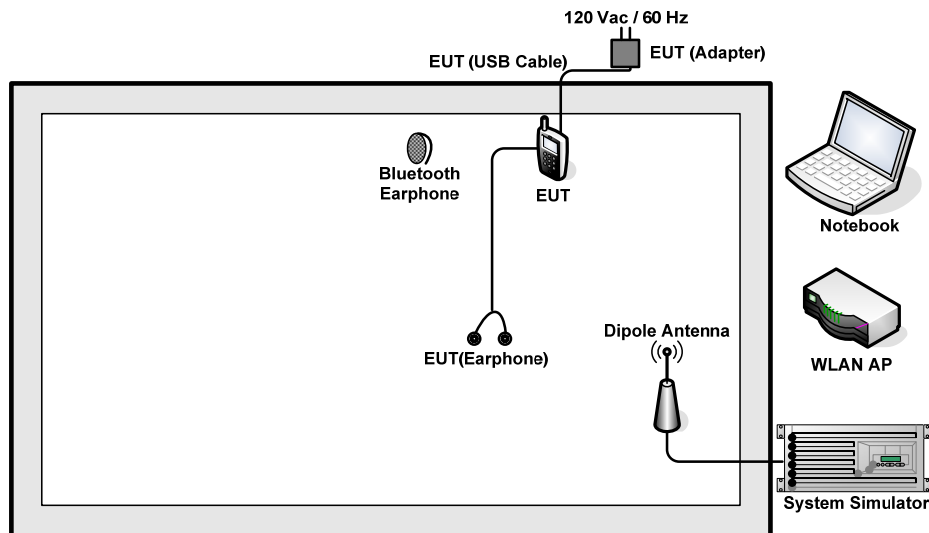 120 Vac / 60 Hz
EUT (USB Cable)
EUT (Adapter)
Bluetooth
Earphone
EUT
Notebook
EUT(Earphone)
Dipole Antenna
WLAN AP
System Simulator